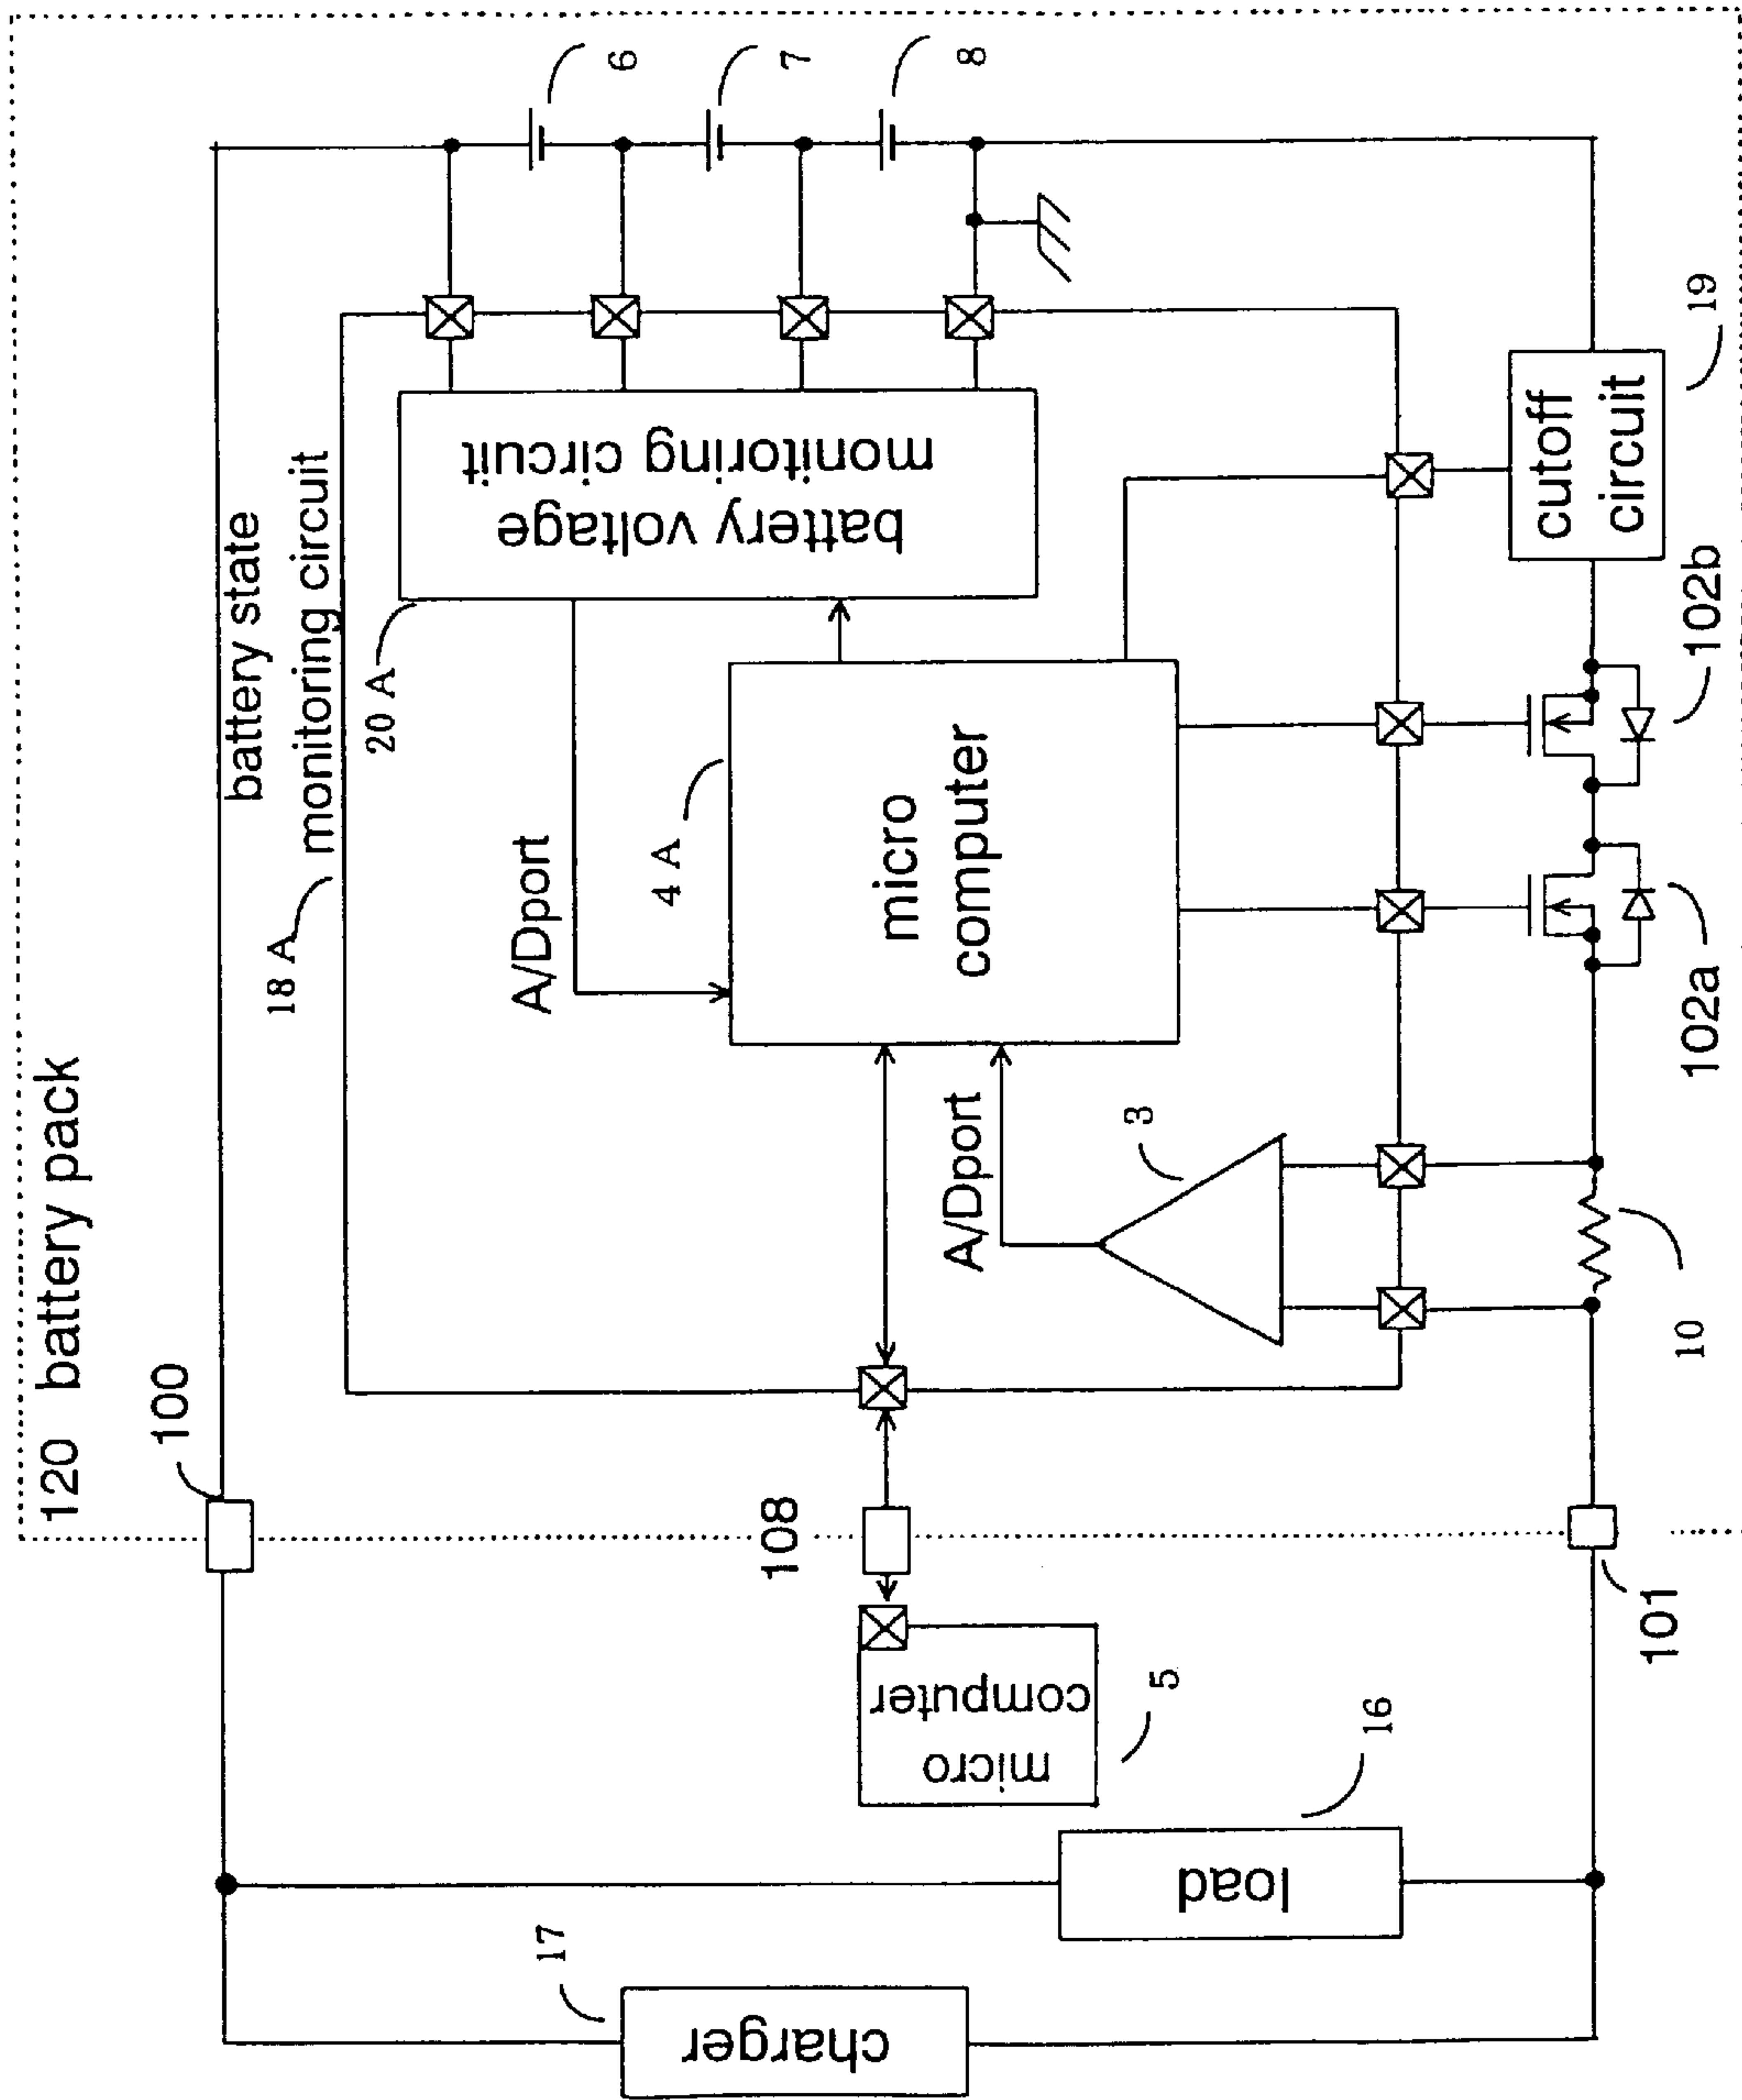 120 battery pack
100
battery state
monitoring circuit
18 A
20 A
battery voltage
monitoring circuit
6
7
8
A/Dport
4 A
micro
computer
A/Dport
3
108
micro
computer
5
charger
17
load
16
101
10
102a
102b
cutoff
circuit
19